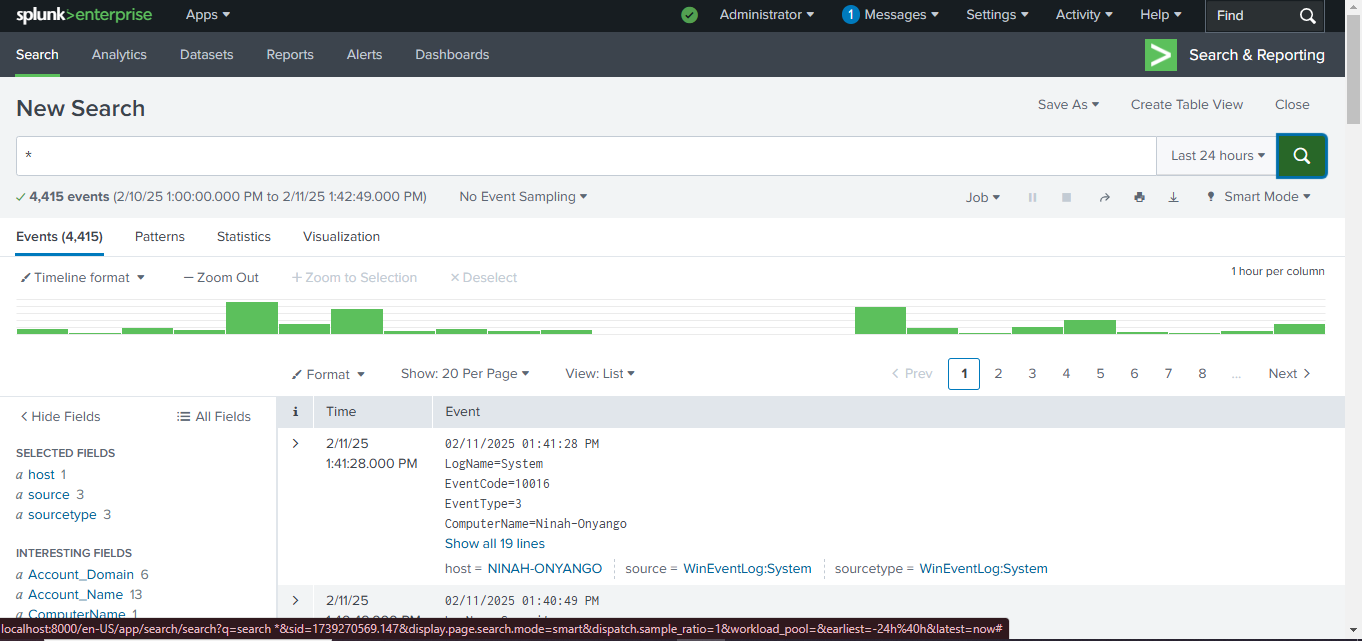 splunk>enterprise Apps Administrator 1 Messages Settings Activity Help Find
Search Analytics Datasets Reports Alerts Dashboards > Search & Reporting
New Search Save As Create Table View Close
* Last 24 hours
4,415 events (2/10/25 1:00:00.000 PM to 2/11/25 1:42:49.000 PM) No Event Sampling Job Smart Mode
Events (4,415) Patterns Statistics Visualization
Timeline format — Zoom Out + Zoom to Selection × Deselect 1 hour per column
Format Show: 20 Per Page View: List < Prev 1 2 3 4 5 6 7 8 ... Next >
< Hide Fields All Fields i Time Event
SELECTED FIELDS
a host 1
a source 3
a sourcetype 3
INTERESTING FIELDS
a Account_Domain 6
a Account_Name 13
a ComputerName 1
> 2/11/25 02/11/2025 01:41:28 PM
1:41:28.000 PM LogName=System
EventCode=10016
EventType=3
ComputerName=Ninah-Onyango
Show all 19 lines
host = NINAH-ONYANGO source = WinEventLog:System sourcetype = WinEventLog:System
> 2/11/25 02/11/2025 01:40:49 PM
localhost:8000/en-US/app/search/search?q=search *&sid=1739270569.147&display.page.search.mode=smart&dispatch.sample_ratio=1&workload_pool=&earliest=-24h%40h&latest=now#